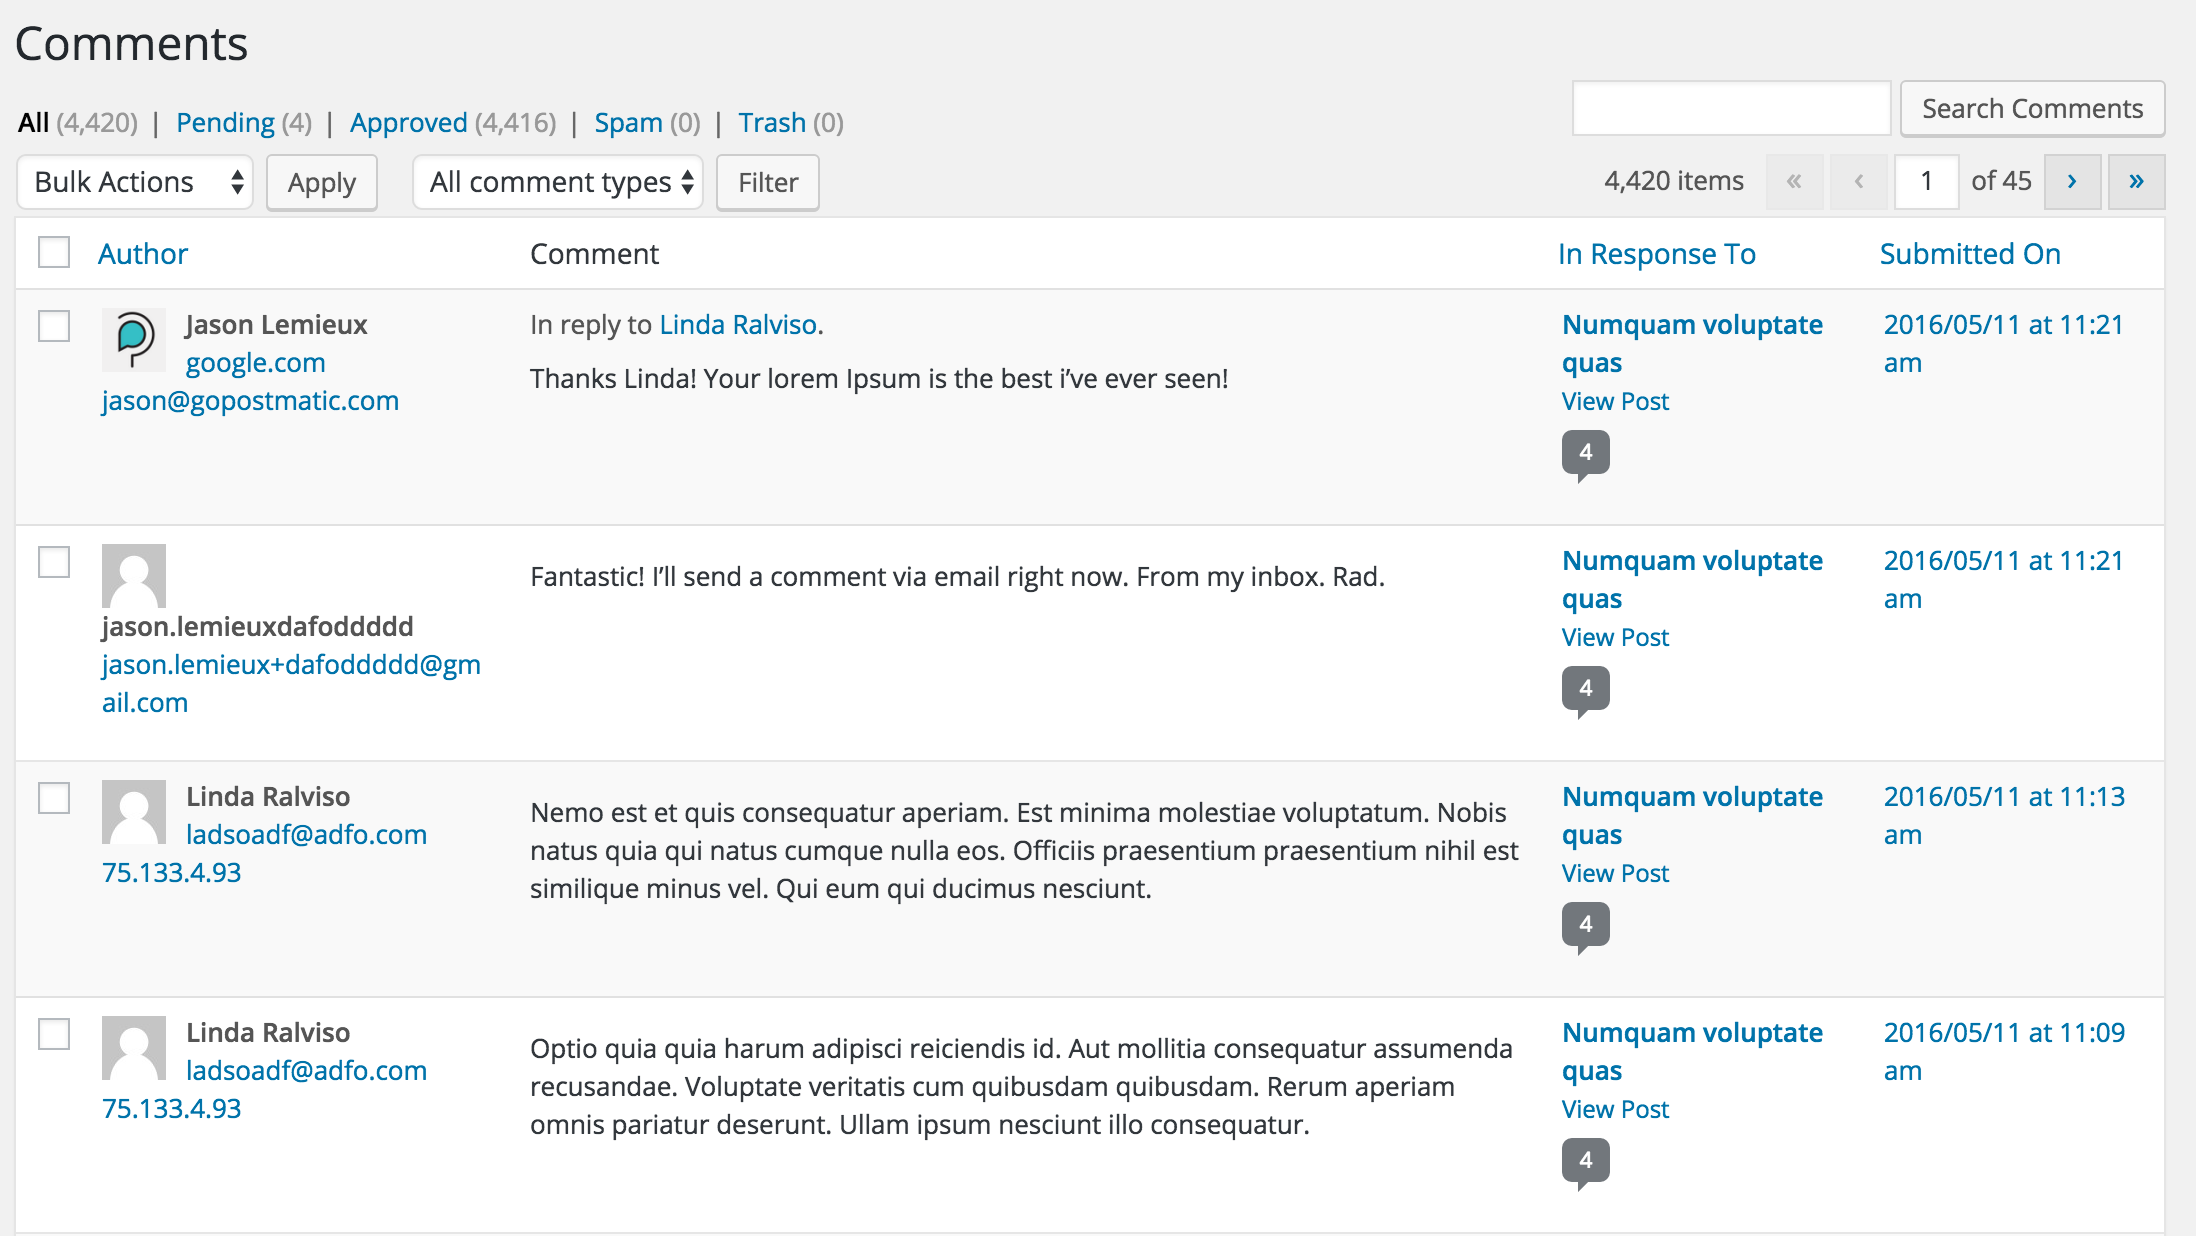 Comments
All (4,420) | Pending (4) | Approved (4,416) | Spam (0) | Trash (0)
Search Comments
Bulk Actions Apply All comment types Filter
4,420 items « ‹ 1 of 45 › »
Author Comment In Response To Submitted On
Jason Lemieux
google.com
jason@gopostmatic.com
In reply to Linda Ralviso.
Thanks Linda! Your lorem Ipsum is the best i’ve ever seen!
Numquam voluptate
quas
View Post
4
2016/05/11 at 11:21
am
jason.lemieuxdafoddddd
jason.lemieux+dafoddddd@gm
ail.com
Fantastic! I’ll send a comment via email right now. From my inbox. Rad.
Numquam voluptate
quas
View Post
4
2016/05/11 at 11:21
am
Linda Ralviso
ladsoadf@adfo.com
75.133.4.93
Nemo est et quis consequatur aperiam. Est minima molestiae voluptatum. Nobis
natus quia qui natus cumque nulla eos. Officiis praesentium praesentium nihil est
similique minus vel. Qui eum qui ducimus nesciunt.
Numquam voluptate
quas
View Post
4
2016/05/11 at 11:13
am
Linda Ralviso
ladsoadf@adfo.com
75.133.4.93
Optio quia quia harum adipisci reiciendis id. Aut mollitia consequatur assumenda
recusandae. Voluptate veritatis cum quibusdam quibusdam. Rerum aperiam
omnis pariatur deserunt. Ullam ipsum nesciunt illo consequatur.
Numquam voluptate
quas
View Post
4
2016/05/11 at 11:09
am